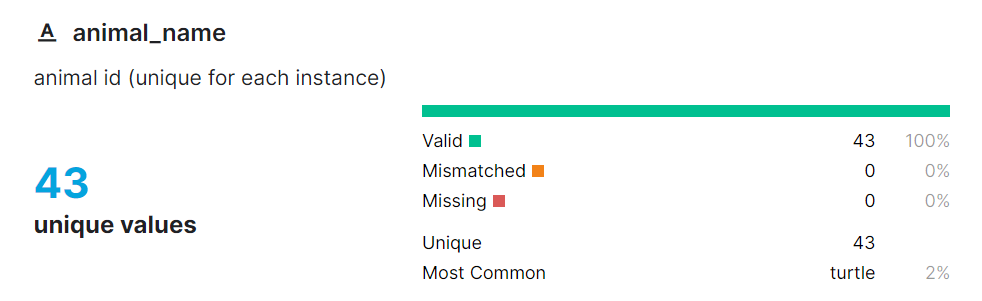 A animal_name
animal id (unique for each instance)
43
unique values
Valid 43 100%
Mismatched 0 0%
Missing 0 0%
Unique 43
Most Common turtle 2%